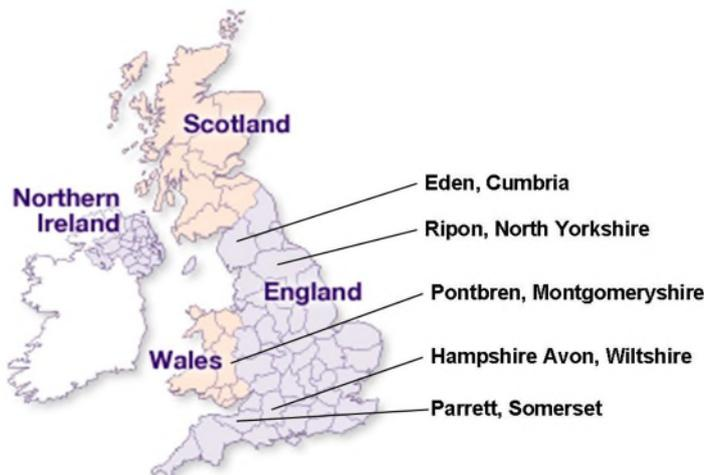 Scotland
Northern
Ireland
Eden, Cumbria
Ripon, North Yorkshire
England
Pontbren, Montgomeryshire
Wales
Hampshire Avon, Wiltshire
Parrett, Somerset